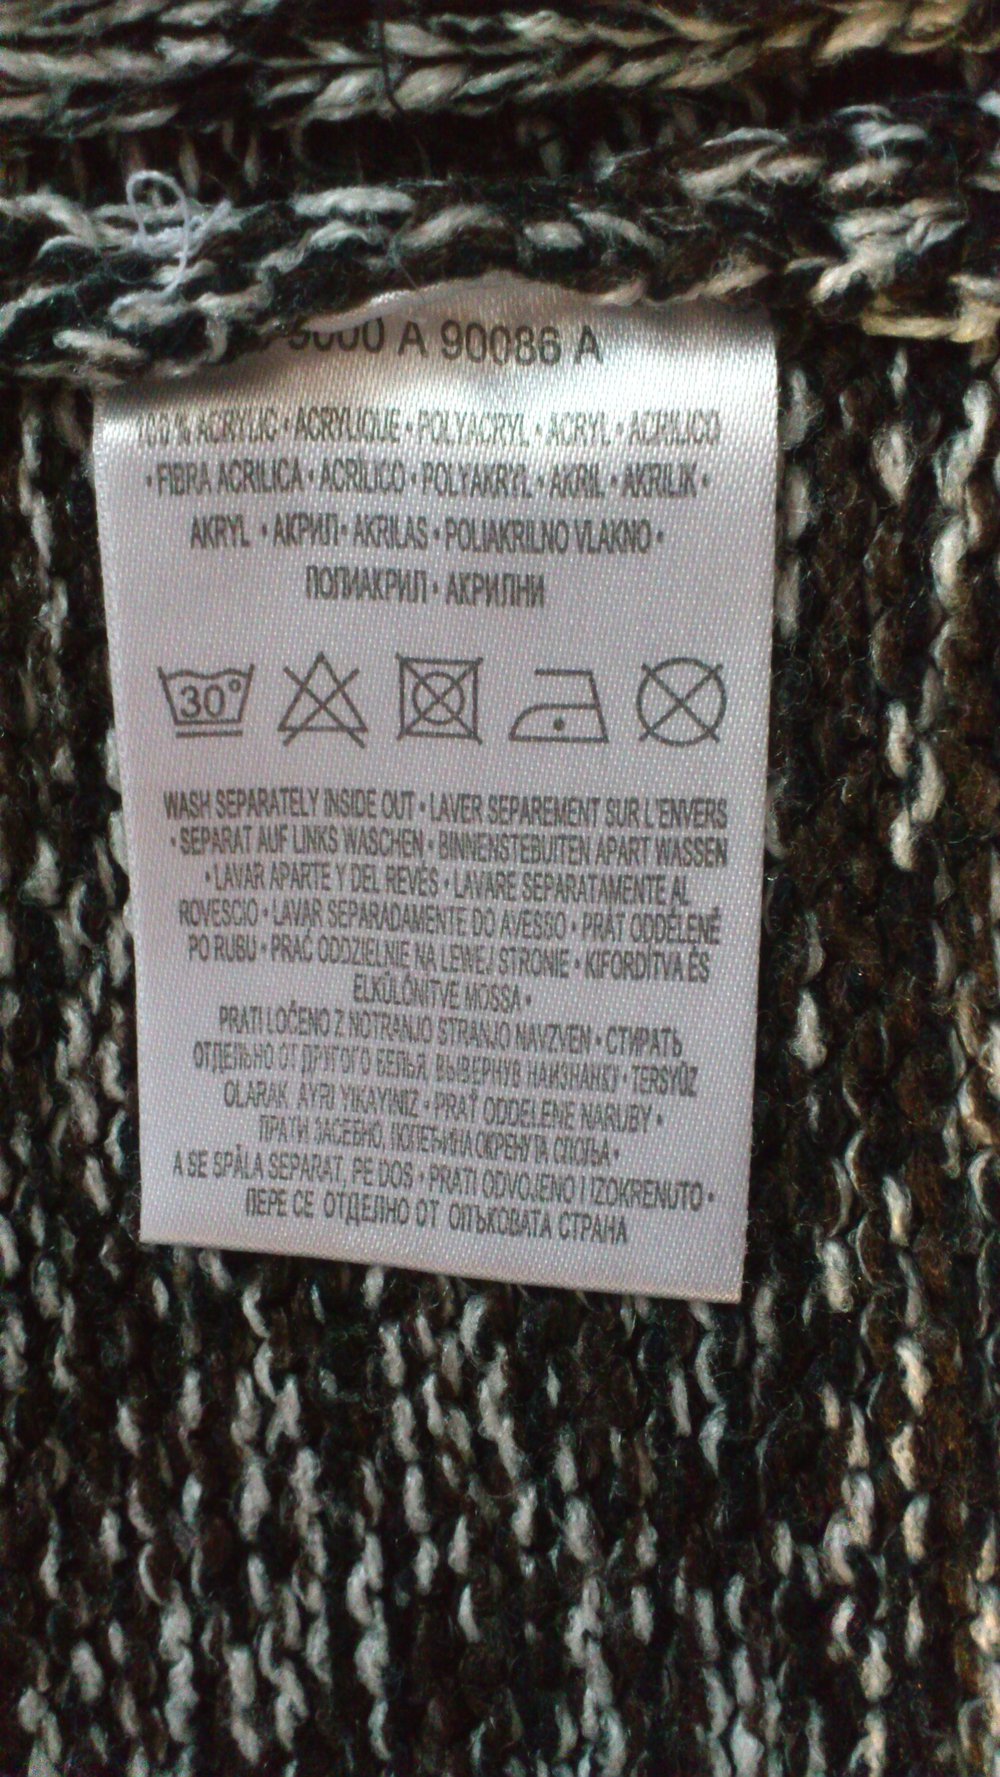 9000 A 90086 A
100 % ACRYLIC • ACRYLIQUE • POLYACRYL • ACRYL • ACRILICO
• FIBRA ACRILICA • ACRÍLICO • POLYAKRYL • AKRIL • AKRILIK •
AKRYL • АКРИЛ • AKRILAS • POLIAKRILNO VLAKNO •
ПОЛИАКРИЛ • АКРИЛНИ
30°
WASH SEPARATELY INSIDE OUT • LAVER SEPAREMENT SUR L'ENVERS
• SEPARAT AUF LINKS WASCHEN • BINNENSTEBUITEN APART WASSEN
• LAVAR APARTE Y DEL REVÉS • LAVARE SEPARATAMENTE AL
ROVESCIO • LAVAR SEPARADAMENTE DO AVESSO • PRÁT ODDĚLENĚ
PO RUBU • PRAĆ ODDZIELNIE NA LEWEJ STRONIE • KIFORDÍTVA ÉS
ELKÜLÖNITVE MOSSA •
PRATI LOČENO Z NOTRANJO STRANJO NAVZVEN • СТИРАТЬ
ОТДЕЛЬНО ОТ ДРУГОГО БЕЛЬЯ, ВЫВЕРНУВ НАИЗНАНКУ • TERSYÜZ
OLARAK AYRI YIKAYINIZ • PRAŤ ODDELENE NARUBY •
ПРАТИ ЗАСЕБНО, ПОЛЕЂИНА ОКРЕНУТА СПОЉА •
A SE SPĂLA SEPARAT, PE DOS • PRATI ODVOJENO I IZOKRENUTO •
ПЕРЕ СЕ ОТДЕЛНО ОТ ОПЪКОВАТА СТРАНА